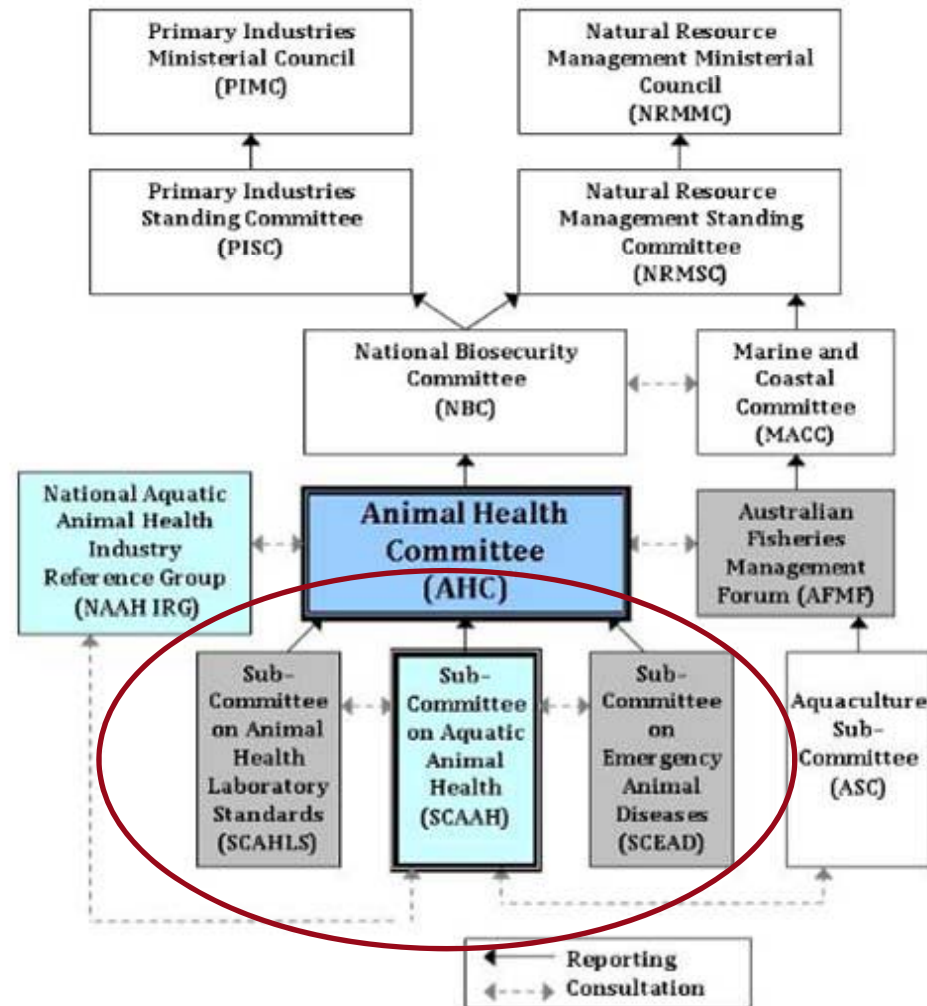 Primary Industries
Ministerial Council
(PIMC)
Natural Resource
Management Ministerial
Council
(NRMMC)
Primary Industries
Standing Committee
(PISC)
Natural Resource
Management Standing
Committee
(NRMSC)
National Biosecurity
Committee
(NBC)
Marine and
Coastal
Committee
(MACC)
National Aquatic
Animal Health
Industry
Reference Group
(NAAH IRG)
Animal Health
Committee
(AHC)
Australian
Fisheries
Management
Forum (AFMF)
Sub-
Committee
on Animal
Health
Laboratory
Standards
(SCAHLS)
Sub-
Committee
on Aquatic
Animal
Health
(SCAAH)
Sub-
Committee
on
Emergency
Animal
Diseases
(SCEAD)
Aquaculture
Sub-
Committee
(ASC)
Reporting
Consultation